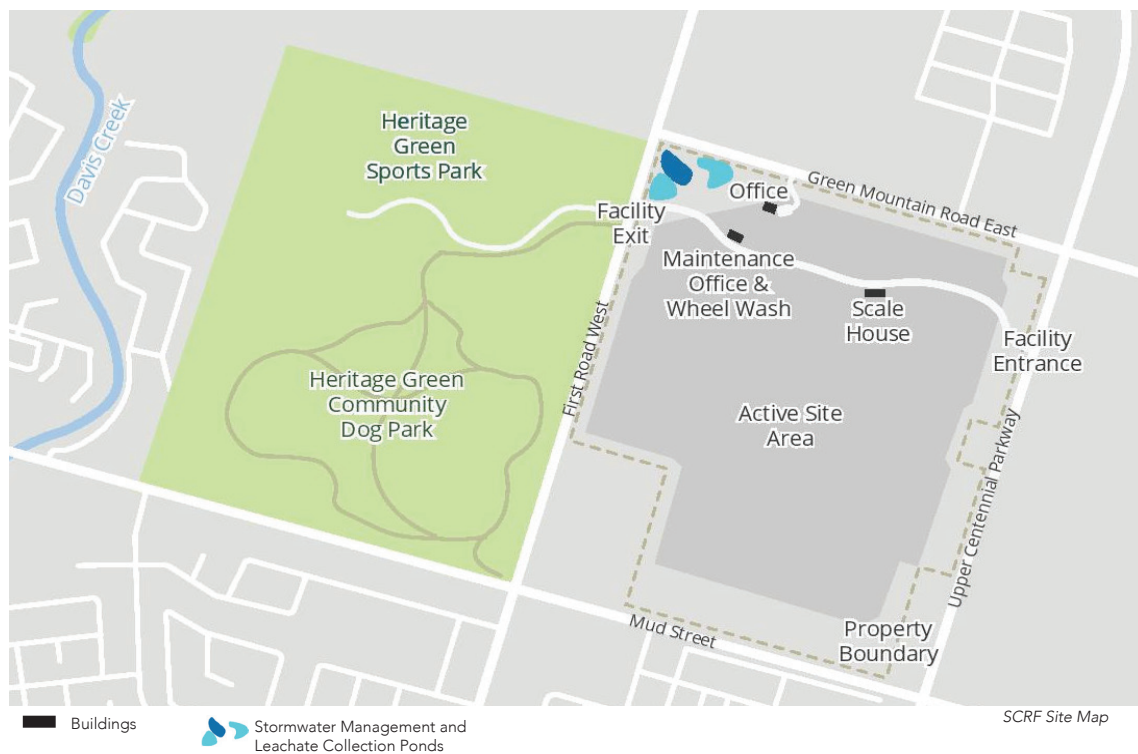 Davis Creek
Heritage
Green
Sports Park
Green Mountain Road East
Office
Facility
Exit
Maintenance
Office &
Wheel Wash
Scale
House
Facility
Entrance
First Road West
Heritage Green
Community
Dog Park
Active Site
Area
Upper Centennial Parkway
Mud Street
Property
Boundary
Buildings
Stormwater Management and
Leachate Collection Ponds
SCRF Site Map